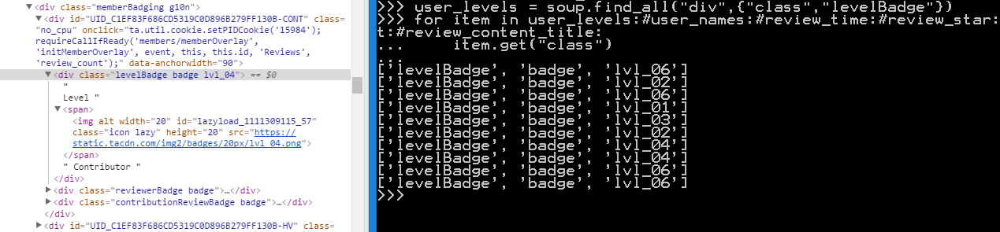 <div class="memberBadging g10n">
<div id="UID_C1EF83F686CD5319C0D896B279FF130B-CONT" class=
"no_cpu" onclick="ta.util.cookie.setPIDCookie('15984');
requireCallIfReady('members/memberOverlay',
'initMemberOverlay', event, this, this.id, 'Reviews',
'review_count');" data-anchorwidth="90">
<div class="levelBadge badge lvl_04"> == $0
"
Level "
<span>
<img alt width="20" id="lazyload_1111309115_57"
class="icon lazy" height="20" src="https://
static.tacdn.com/img2/badges/20px/lvl_04.png">
</span>
" Contributor "
</div>
<div class="reviewerBadge badge">…</div>
<div class="contributionReviewBadge badge">…</div>
</div>
<div id="UID_C1EF83F686CD5319C0D896B279FF130B-HV" class=
>>> user_levels = soup.find_all("div",{"class","levelBadge"})
>>> for item in user_levels:#user_names:#review_time:#review_star
t:#review_content_title:
...     item.get("class")
...
['levelBadge', 'badge', 'lvl_06']
['levelBadge', 'badge', 'lvl_02']
['levelBadge', 'badge', 'lvl_06']
['levelBadge', 'badge', 'lvl_01']
['levelBadge', 'badge', 'lvl_03']
['levelBadge', 'badge', 'lvl_02']
['levelBadge', 'badge', 'lvl_04']
['levelBadge', 'badge', 'lvl_04']
['levelBadge', 'badge', 'lvl_06']
['levelBadge', 'badge', 'lvl_06']
>>>